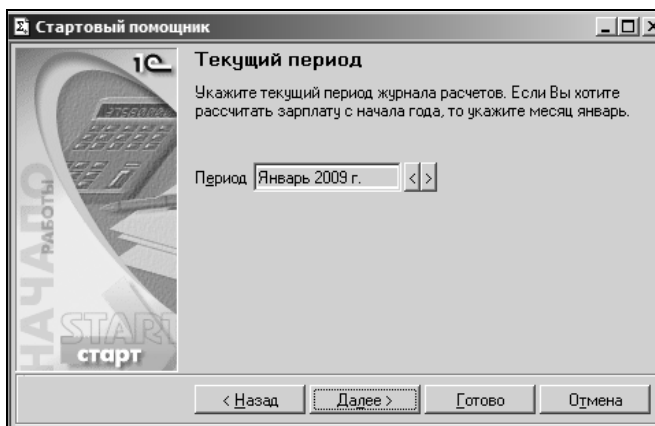 Стартовый помощник
1С
Текущий период
Укажите текущий период журнала расчетов. Если Вы хотите
рассчитать зарплату с начала года, то укажите месяц январь.
Период Январь 2009 г. < >
НАЧАЛО
РАБОТЫ
START
старт
< Назад Далее > Готово Отмена